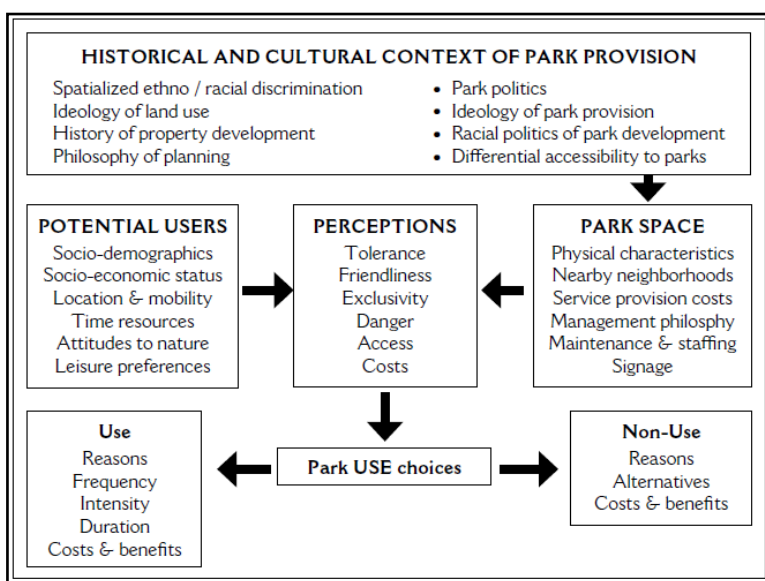 HISTORICAL AND CULTURAL CONTEXT OF PARK PROVISION
Spatialized ethno / racial discrimination
Ideology of land use
History of property development
Philosophy of planning
• Park politics
• Ideology of park provision
• Racial politics of park development
• Differential accessibility to parks
POTENTIAL USERS
Socio-demographics
Socio-economic status
Location & mobility
Time resources
Attitudes to nature
Leisure preferences
PERCEPTIONS
Tolerance
Friendliness
Exclusivity
Danger
Access
Costs
PARK SPACE
Physical characteristics
Nearby neighborhoods
Service provision costs
Management philosphy
Maintenance & staffing
Signage
Use
Reasons
Frequency
Intensity
Duration
Costs & benefits
Park USE choices
Non-Use
Reasons
Alternatives
Costs & benefits